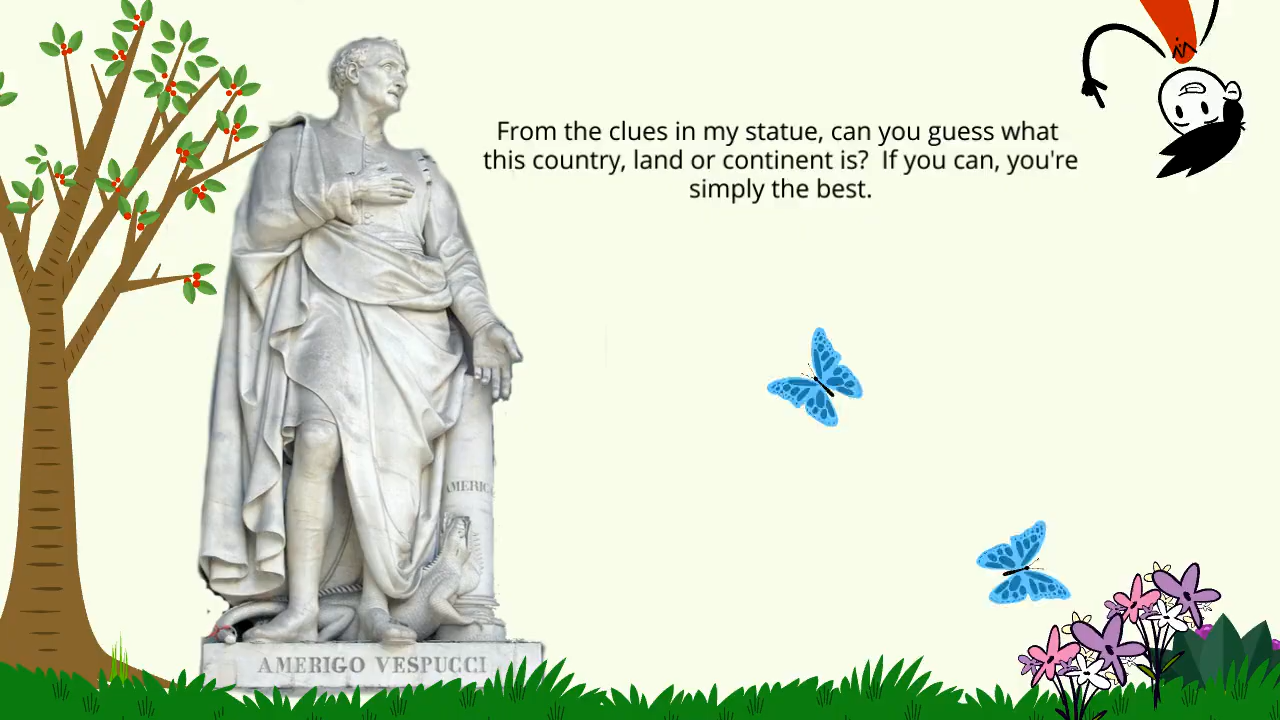 From the clues in my statue, can you guess what
this country, land or continent is?  If you can, you're
simply the best.
AMERIC
AMERIGO VESPUCCI